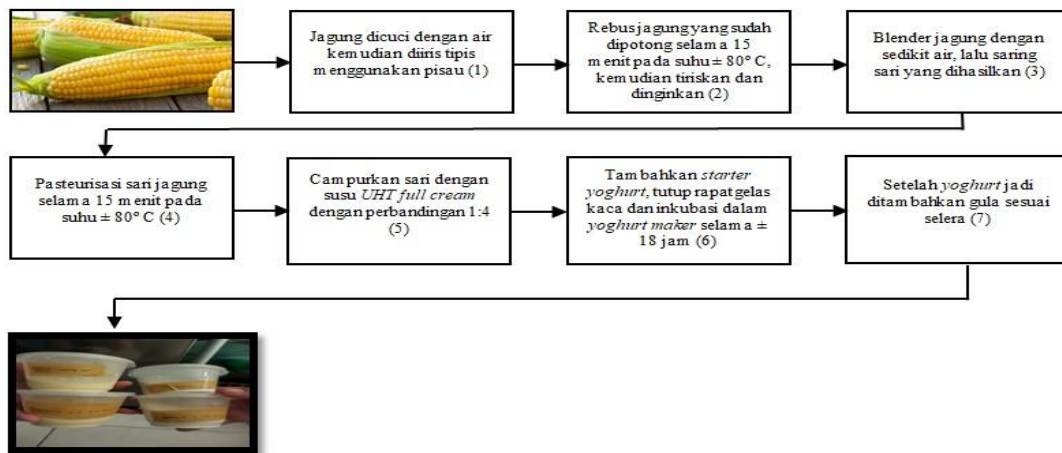 Jagung dicuci dengan air
kemudian diiris tipis
menggunakan pisau (1)
Rebus jagung yang sudah
dipotong selama 15
menit pada suhu ± 80° C,
kemudian tiriskan dan
dinginkan (2)
Blender jagung dengan
sedikit air, lalu saring
sari yang dihasilkan (3)
Pasteurisasi sari jagung
selama 15 menit pada
suhu ± 80° C (4)
Campurkan sari dengan
susu UHT full cream
dengan perbandingan 1:4
(5)
Tambahkan starter
yoghurt, tutup rapat gelas
kaca dan inkubasi dalam
yoghurt maker selama ±
18 jam (6)
Setelah yoghurt jadi
ditambahkan gula sesuai
selera (7)